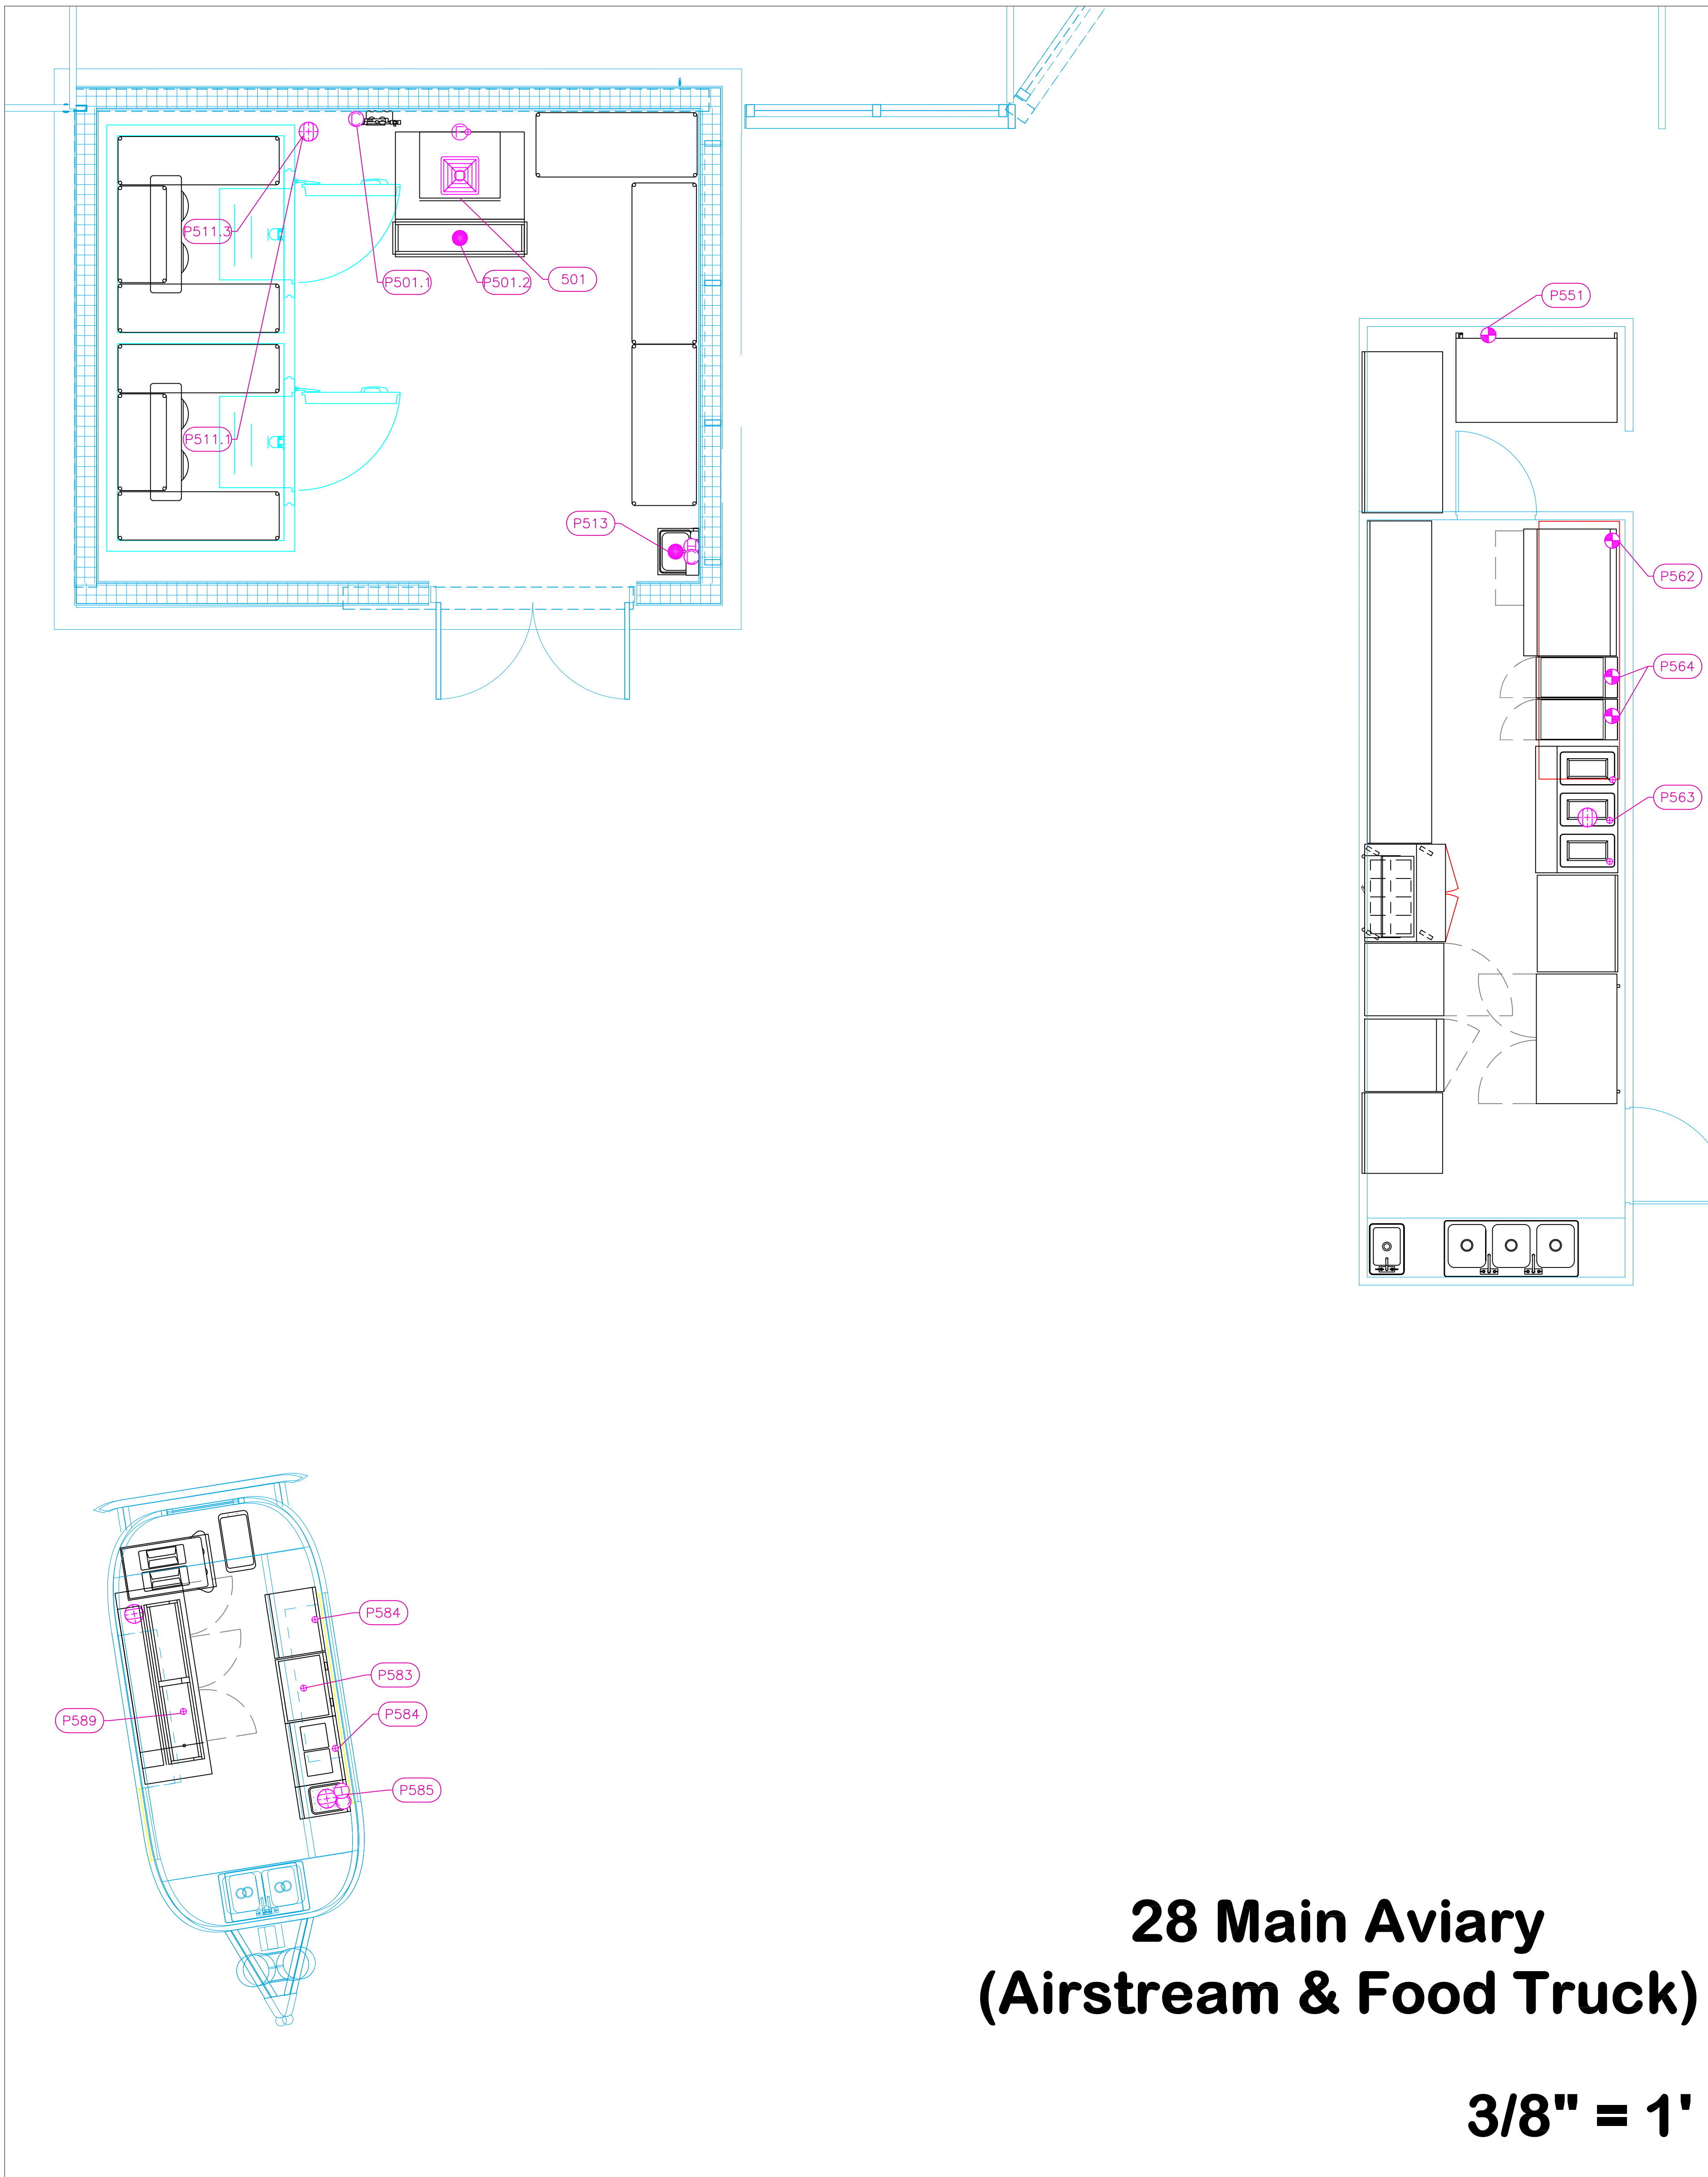 P511.3
P501.1
P501.2
501
P551
P511.1
P513
P562
P564
P563
P584
P583
P589
P584
P585
28 Main Aviary
(Airstream & Food Truck)
3/8" = 1'